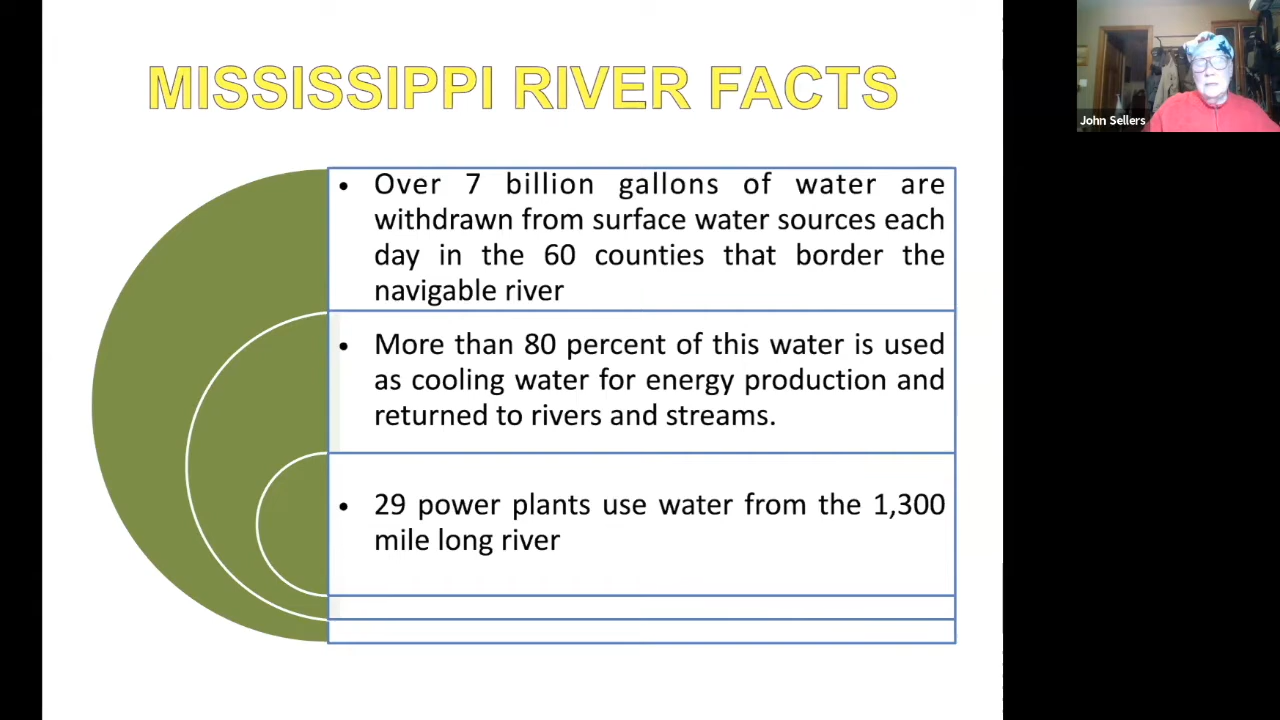 MISSISSIPPI RIVER FACTS
John Sellers
• Over 7 billion gallons of water are
withdrawn from surface water sources each
day in the 60 counties that border the
navigable river
• More than 80 percent of this water is used
as cooling water for energy production and
returned to rivers and streams.
• 29 power plants use water from the 1,300
mile long river